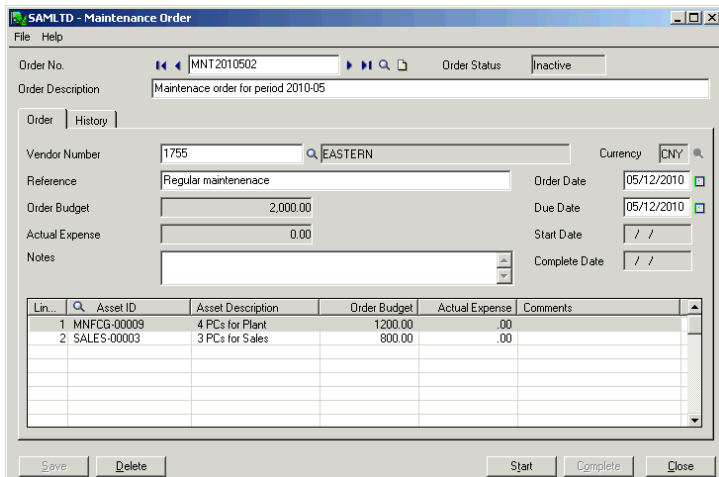 SAMLTD - Maintenance Order
File Help
Order No. MNT2010502 Order Status Inactive
Order Description Maintenace order for period 2010-05
Order History
Vendor Number 1755 EASTERN Currency CNY
Reference Regular maintenenace Order Date 05/12/2010
Order Budget 2,000.00 Due Date 05/12/2010
Actual Expense 0.00 Start Date / /
Notes Complete Date / /
Lin... Asset ID Asset Description Order Budget Actual Expense Comments
1 MNFCG-00009 4 PCs for Plant 1200.00 .00
2 SALES-00003 3 PCs for Sales 800.00 .00
Save Delete Start Complete Close